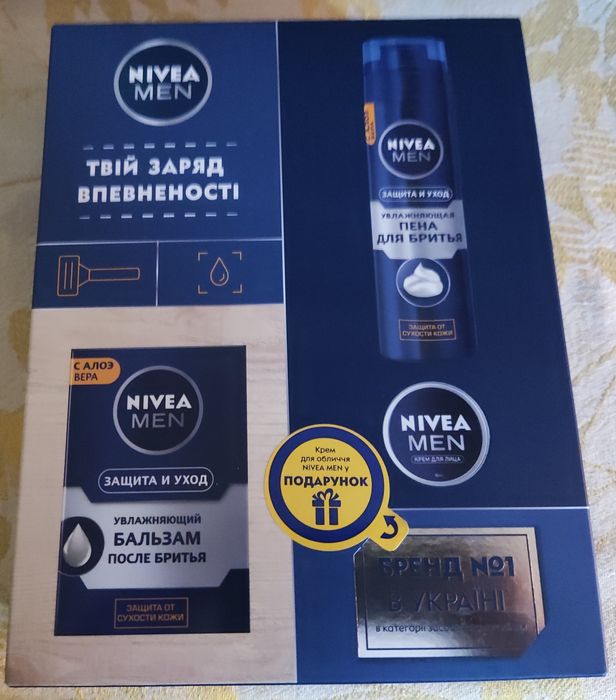 NIVEA
MEN
ТВІЙ ЗАРЯД
ВПЕВНЕНОСТІ
С АЛОЭ
ВЕРА
NIVEA
MEN
ЗАЩИТА И УХОД
УВЛАЖНЯЮЩАЯ
ПЕНА
ДЛЯ БРИТЬЯ
ЗАЩИТА ОТ
СУХОСТИ КОЖИ
С АЛОЭ
ВЕРА
NIVEA
MEN
ЗАЩИТА И УХОД
УВЛАЖНЯЮЩИЙ
БАЛЬЗАМ
ПОСЛЕ БРИТЬЯ
ЗАЩИТА ОТ
СУХОСТИ КОЖИ
NIVEA
MEN
КРЕМ ДЛЯ ЛИЦА
Крем
для обличчя
NIVEA MEN у
ПОДАРУНОК
БРЕНД №1
В УКРАЇНІ
в категорії